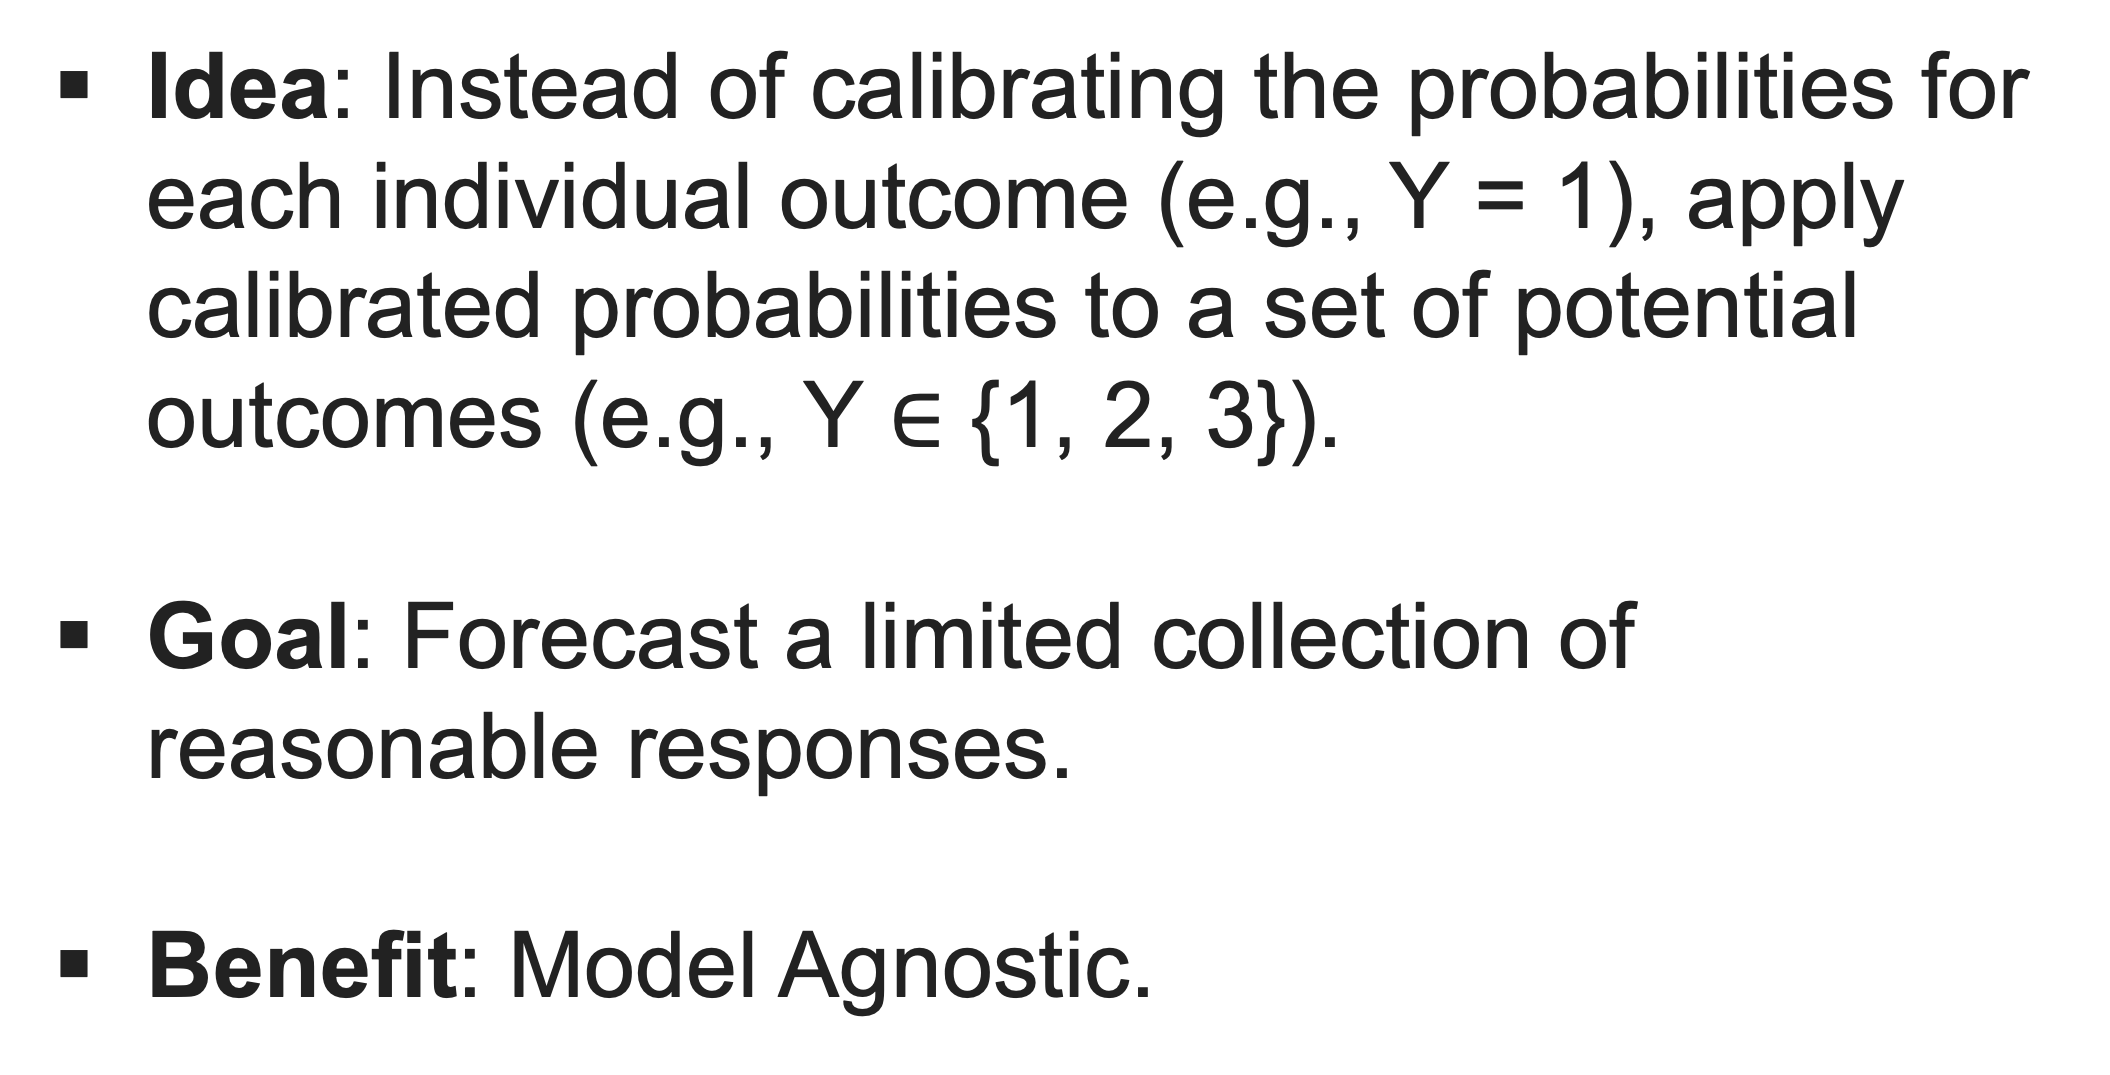 ▪ Idea: Instead of calibrating the probabilities for
each individual outcome (e.g., Y = 1), apply
calibrated probabilities to a set of potential
outcomes (e.g., Y ∈ {1, 2, 3}).
▪ Goal: Forecast a limited collection of
reasonable responses.
▪ Benefit: Model Agnostic.